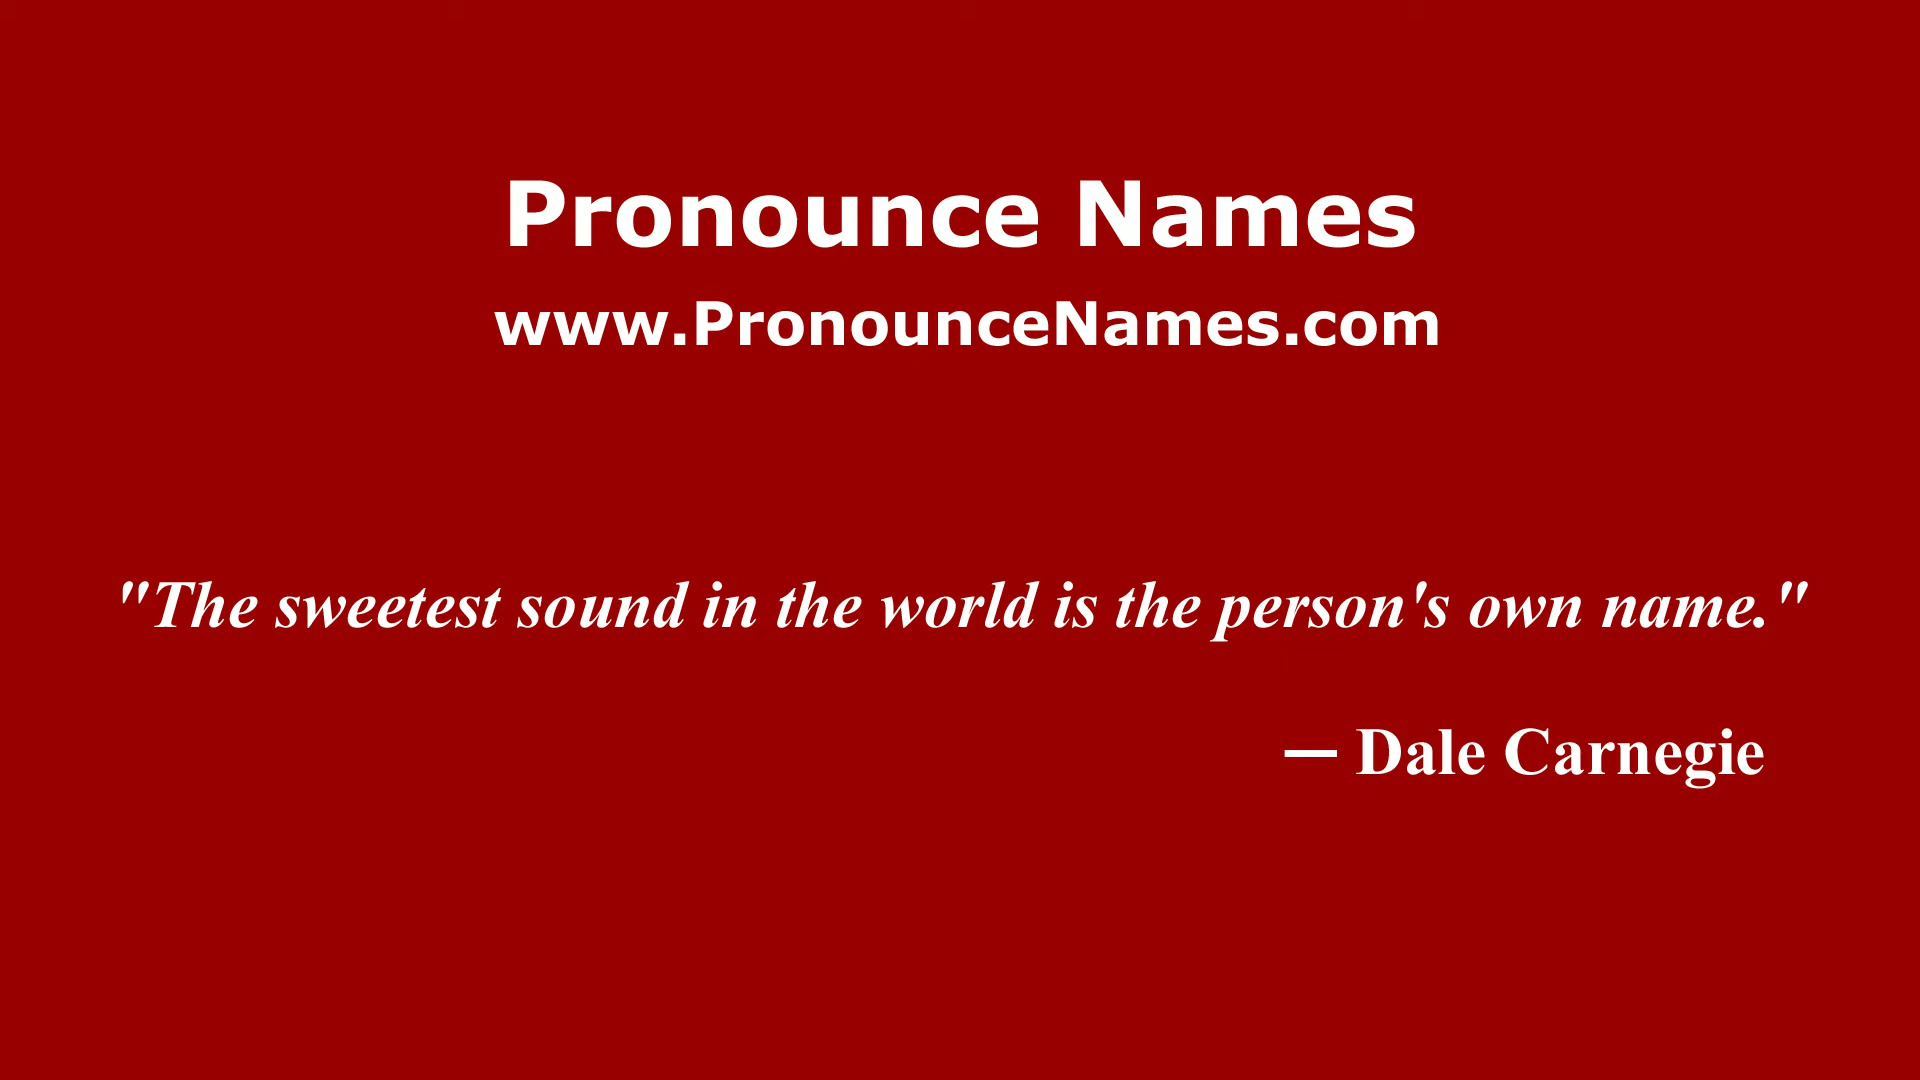 Pronounce Names
www.PronounceNames.com
"The sweetest sound in the world is the person's own name."
— Dale Carnegie